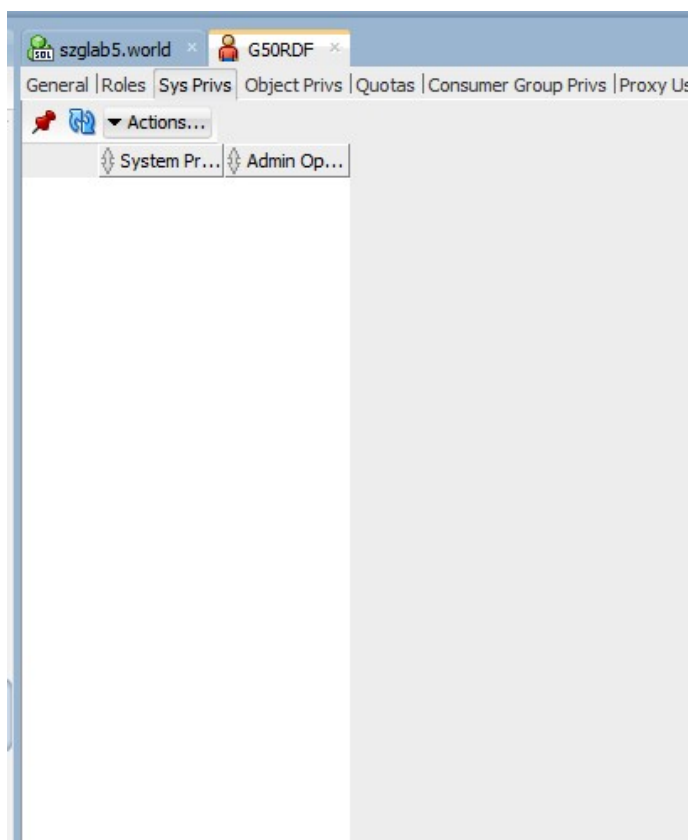 SQL szglab5.world G50RDF
General Roles Sys Privs Object Privs Quotas Consumer Group Privs Proxy Us
Actions...
System Pr... Admin Op...